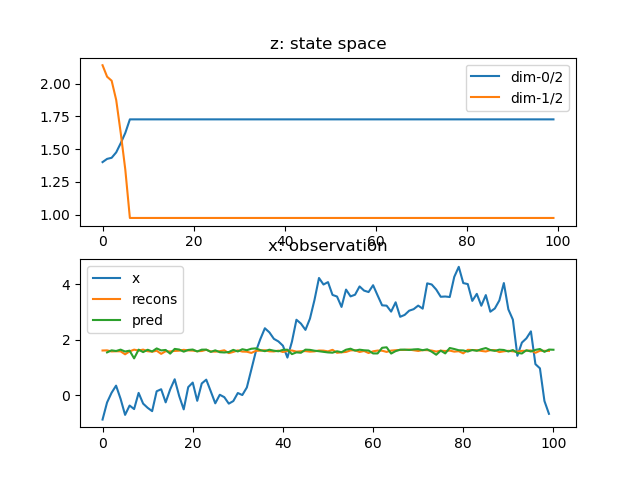 z: state space
2.00
1.75
1.50
1.25
1.00
dim-0/2
dim-1/2
0 20 40 60 80 100
x: observation
4
2
0
x
recons
pred
0 20 40 60 80 100